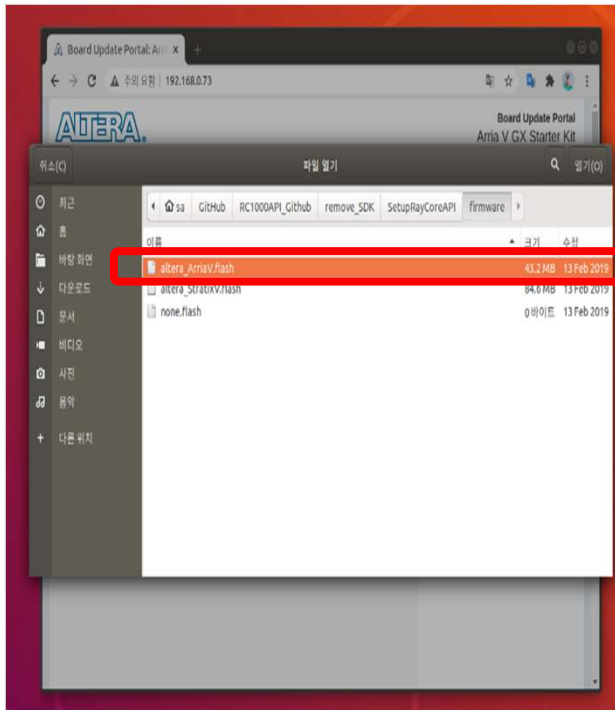 Board Update Portal: Arri x +
주의 요함 192.168.0.73
ALTERA
Board Update Portal
Arria V GX Starter Kit
취소(C) 파일 열기 열기(O)
최근
홈
바탕 화면
다운로드
문서
비디오
사진
음악
+ 다른 위치
sa GitHub RC1000API_Github remove_SDK SetupRayCoreAPI firmware
이름 크기 수정
altera_ArriaV.flash 43.2 MB 13 Feb 2019
altera_StratixV.flash 84.6 MB 13 Feb 2019
none.flash 0 바이트 13 Feb 2019